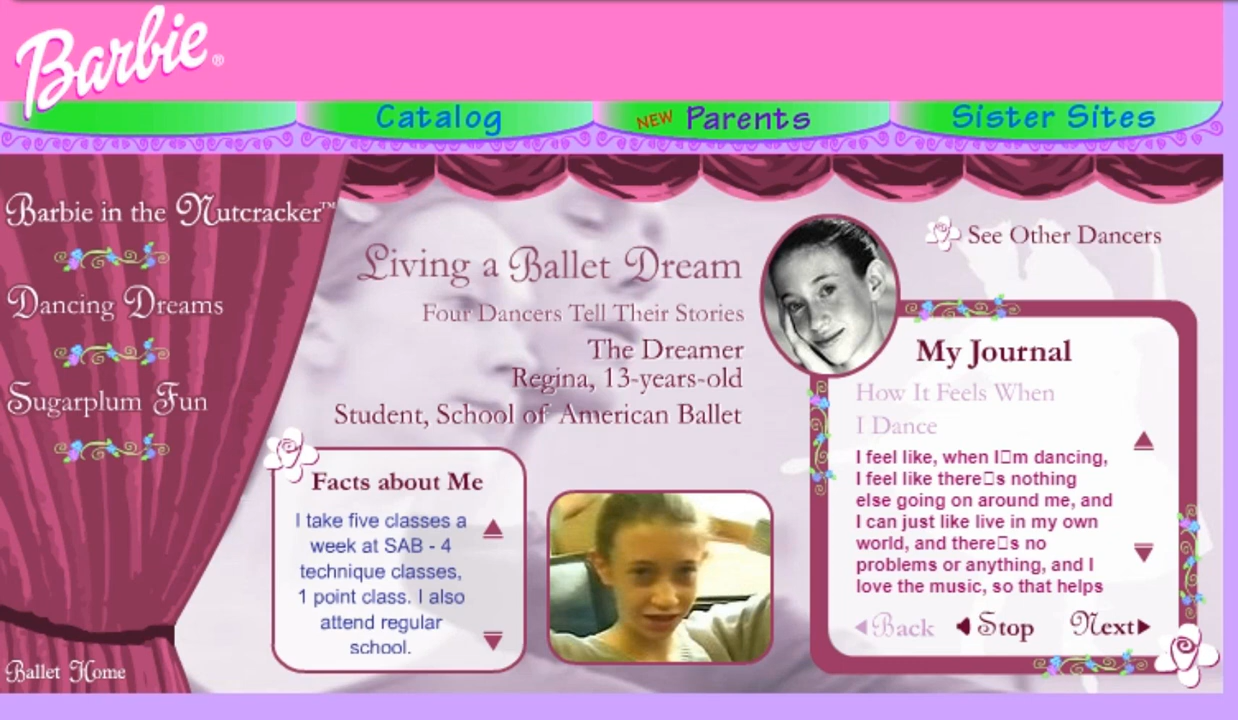 Barbie®
Catalog
NEW Parents
Sister Sites
Barbie in the Nutcracker™
Dancing Dreams
Sugarplum Fun
Ballet Home
Living a Ballet Dream
Four Dancers Tell Their Stories
The Dreamer
Regina, 13-years-old
Student, School of American Ballet
See Other Dancers
Facts about Me
I take five classes a
week at SAB - 4
technique classes,
1 point class. I also
attend regular
school.
My Journal
How It Feels When
I Dance
I feel like, when I□m dancing,
I feel like there□s nothing
else going on around me, and
I can just like live in my own
world, and there□s no
problems or anything, and I
love the music, so that helps
Back Stop Next